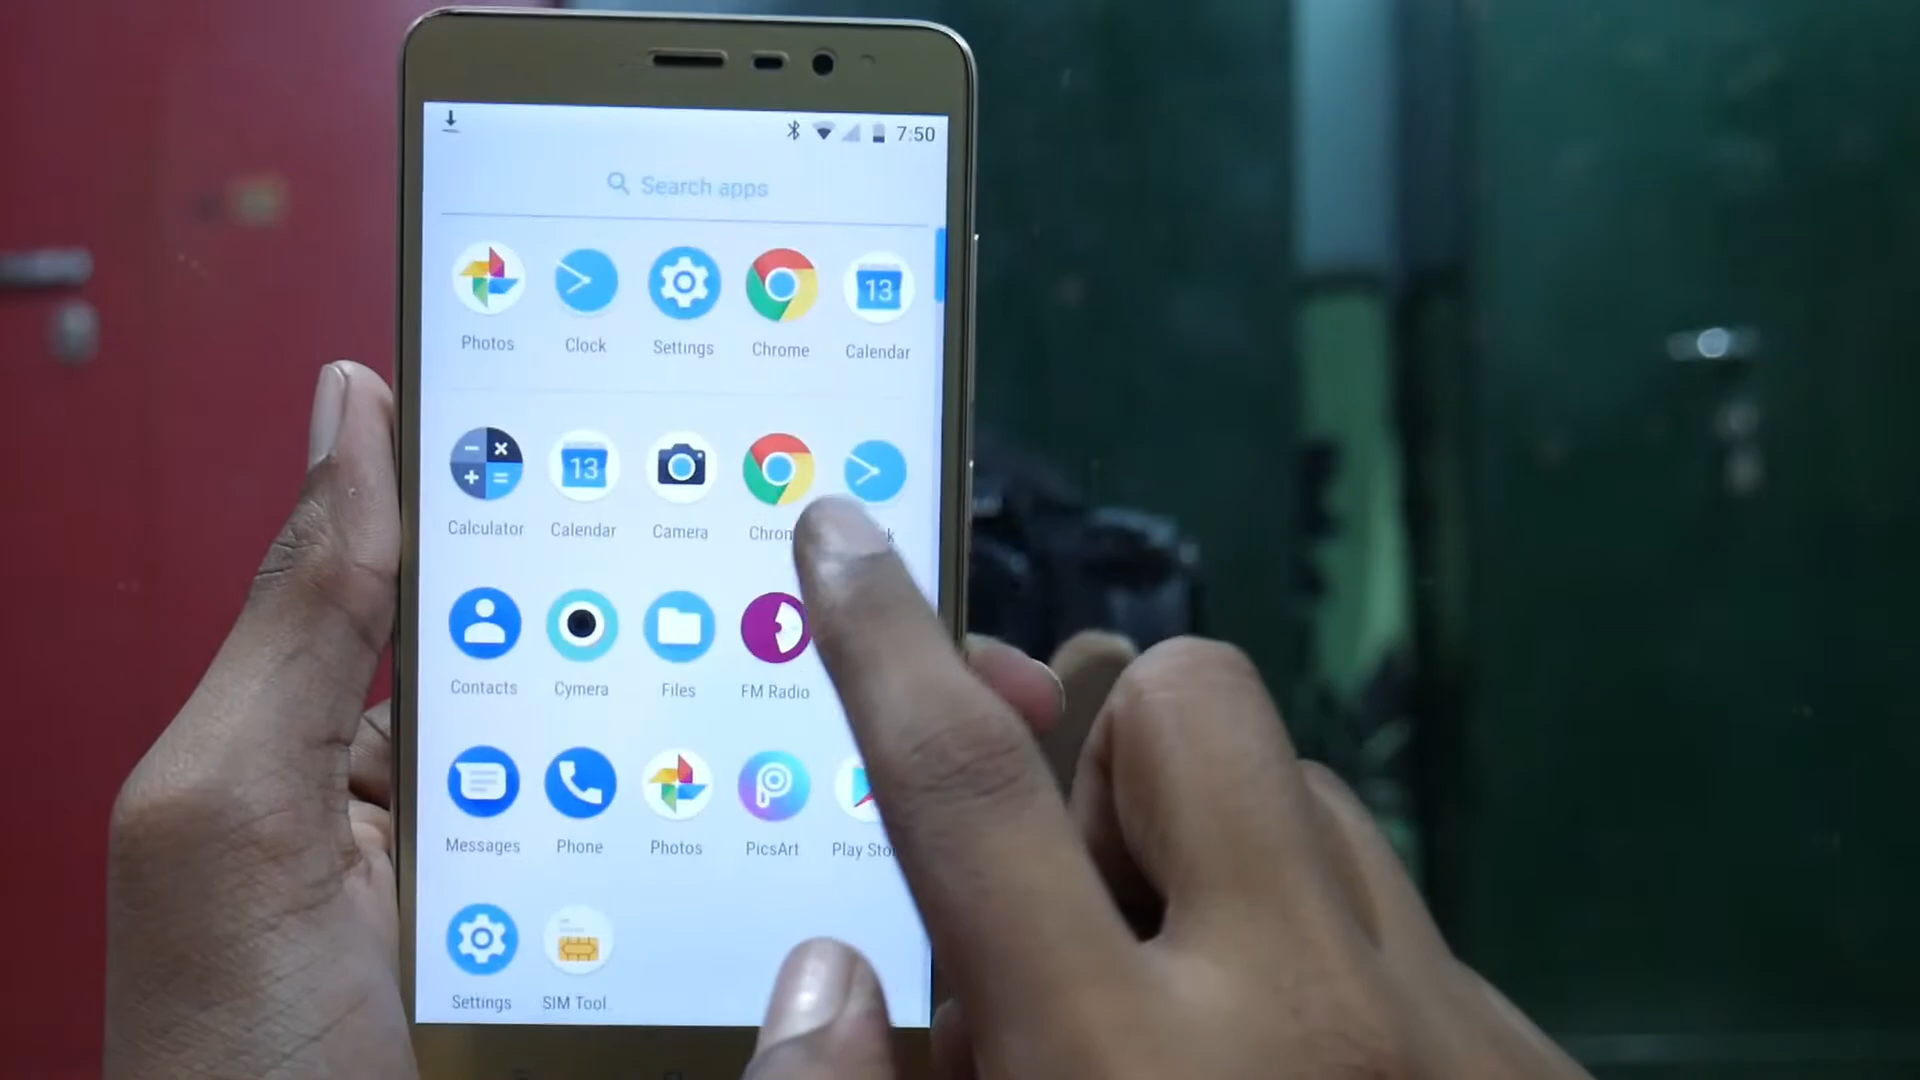 7:50
Search apps
Photos Clock Settings Chrome Calendar
13
13
Calculator Calendar Camera
Contacts Cymera Files FM Radio
Messages Phone Photos PicsArt Play
Settings SIM Tool